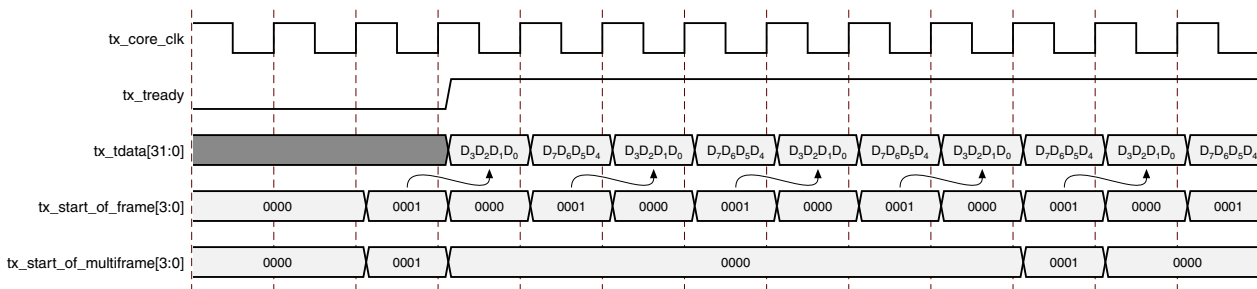 tx_core_clk
tx_tready
tx_tdata[31:0] D₃D₂D₁D₀ D₇D₆D₅D₄ D₃D₂D₁D₀ D₇D₆D₅D₄ D₃D₂D₁D₀ D₇D₆D₅D₄ D₃D₂D₁D₀ D₇D₆D₅D₄ D₃D₂D₁D₀ D₇D₆D₅D₄
tx_start_of_frame[3:0] 0000 0001 0000 0001 0000 0001 0000 0001 0000 0001 0000 0001
tx_start_of_multiframe[3:0] 0000 0001 0000 0001 0000